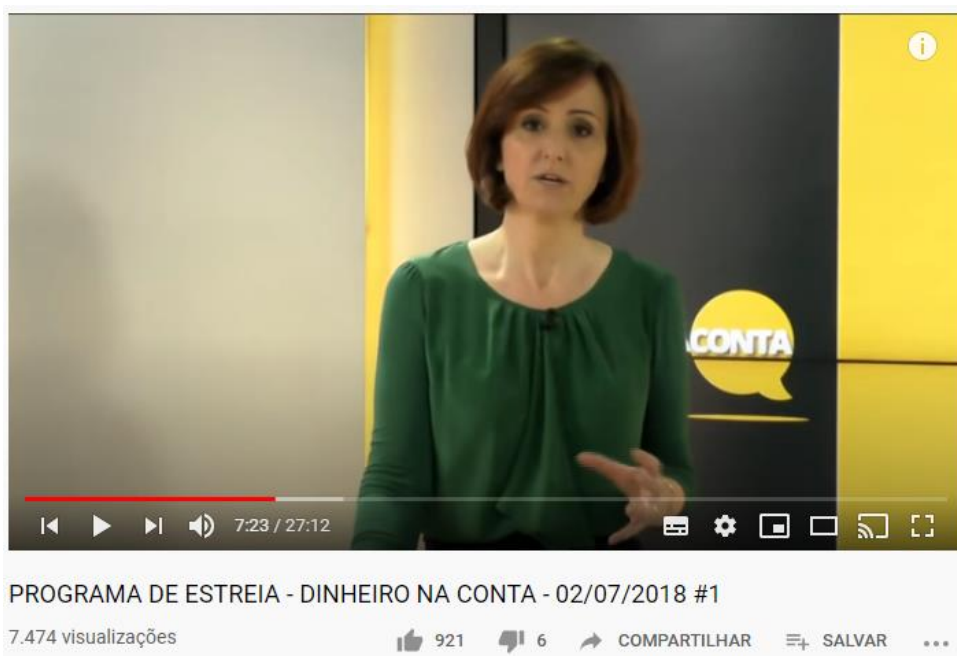 CONTA
7:23 / 27:12
PROGRAMA DE ESTREIA - DINHEIRO NA CONTA - 02/07/2018 #1
7.474 visualizações 921 6 COMPARTILHAR SALVAR